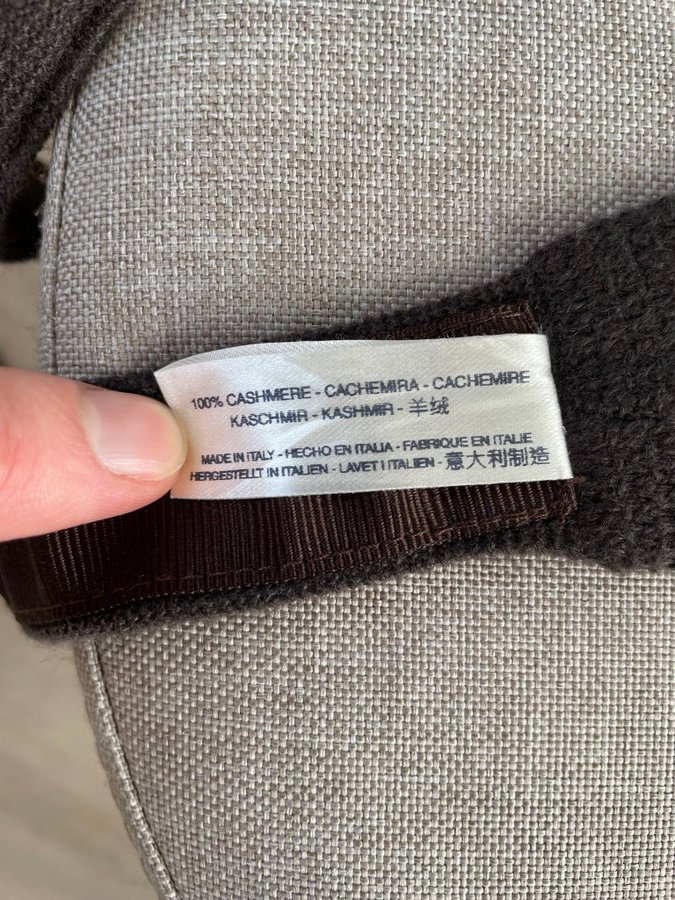 100% CASHMERE - CACHEMIRA - CACHEMIRE
KASCHMIR - KASHMIR - 羊绒
MADE IN ITALY - HECHO EN ITALIA - FABRIQUE EN ITALIE
HERGESTELLT IN ITALIEN - LAVET I ITALIEN - 意大利制造